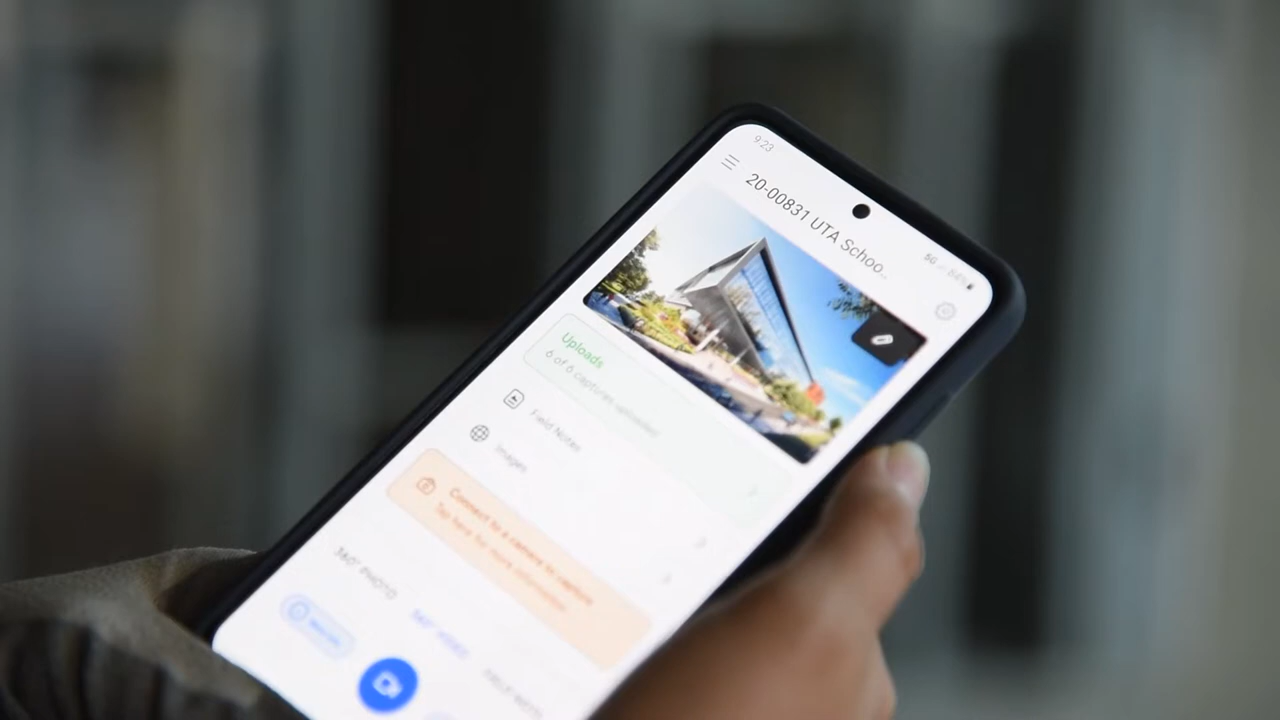 9:23
5G
20-00831 UTA Schoo...
Uploads
6 of 6 captures uploaded
Field Notes
Images
Connect to a camera to capture
Tap here for more information
360° PHOTO
360° VIDEO